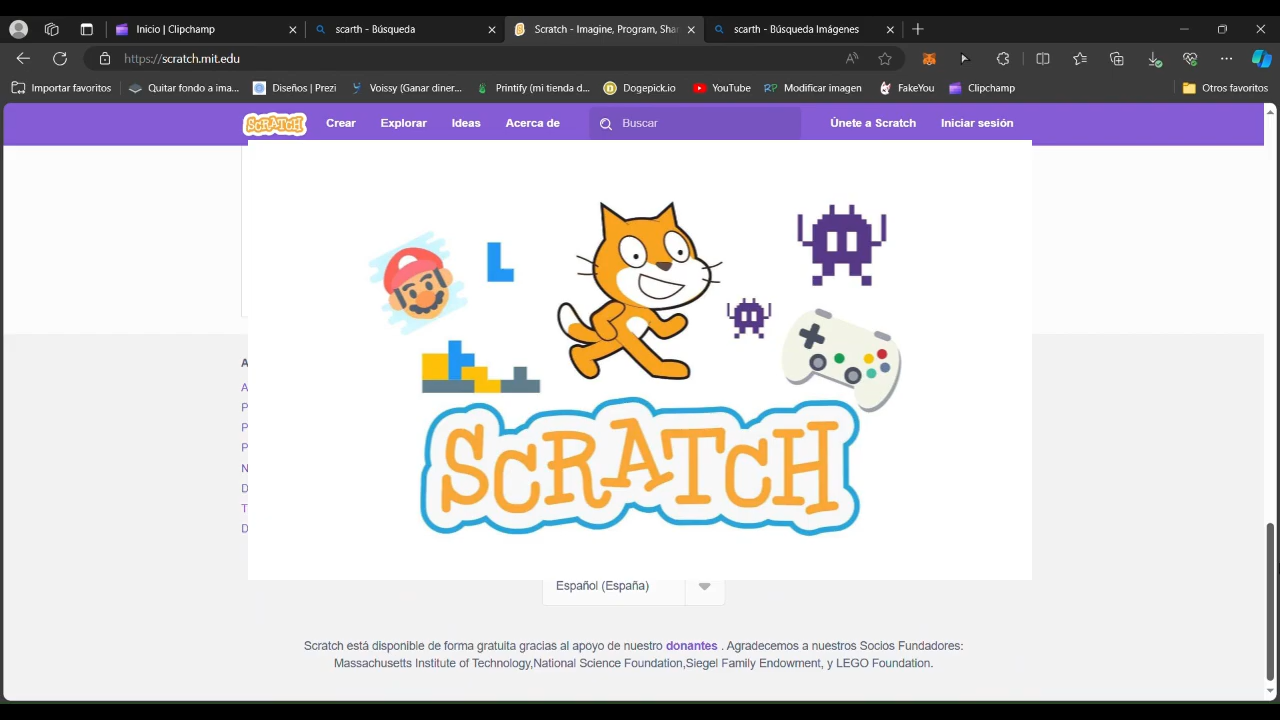 Inicio | Clipchamp
scarth - Búsqueda
Scratch - Imagine, Program, Shar
scarth - Búsqueda Imágenes
https://scratch.mit.edu
Importar favoritos
Quitar fondo a ima...
Diseños | Prezi
Voissy (Ganar diner...
Printify (mi tienda d...
Dogepick.io
YouTube
Modificar imagen
FakeYou
Clipchamp
Otros favoritos
SCRATCH
Crear
Explorar
Ideas
Acerca de
Buscar
Únete a Scratch
Iniciar sesión
A
A
P
P
P
N
D
T
D
SCRATCH
Español (España)
Scratch está disponible de forma gratuita gracias al apoyo de nuestro donantes . Agradecemos a nuestros Socios Fundadores:
Massachusetts Institute of Technology,National Science Foundation,Siegel Family Endowment, y LEGO Foundation.